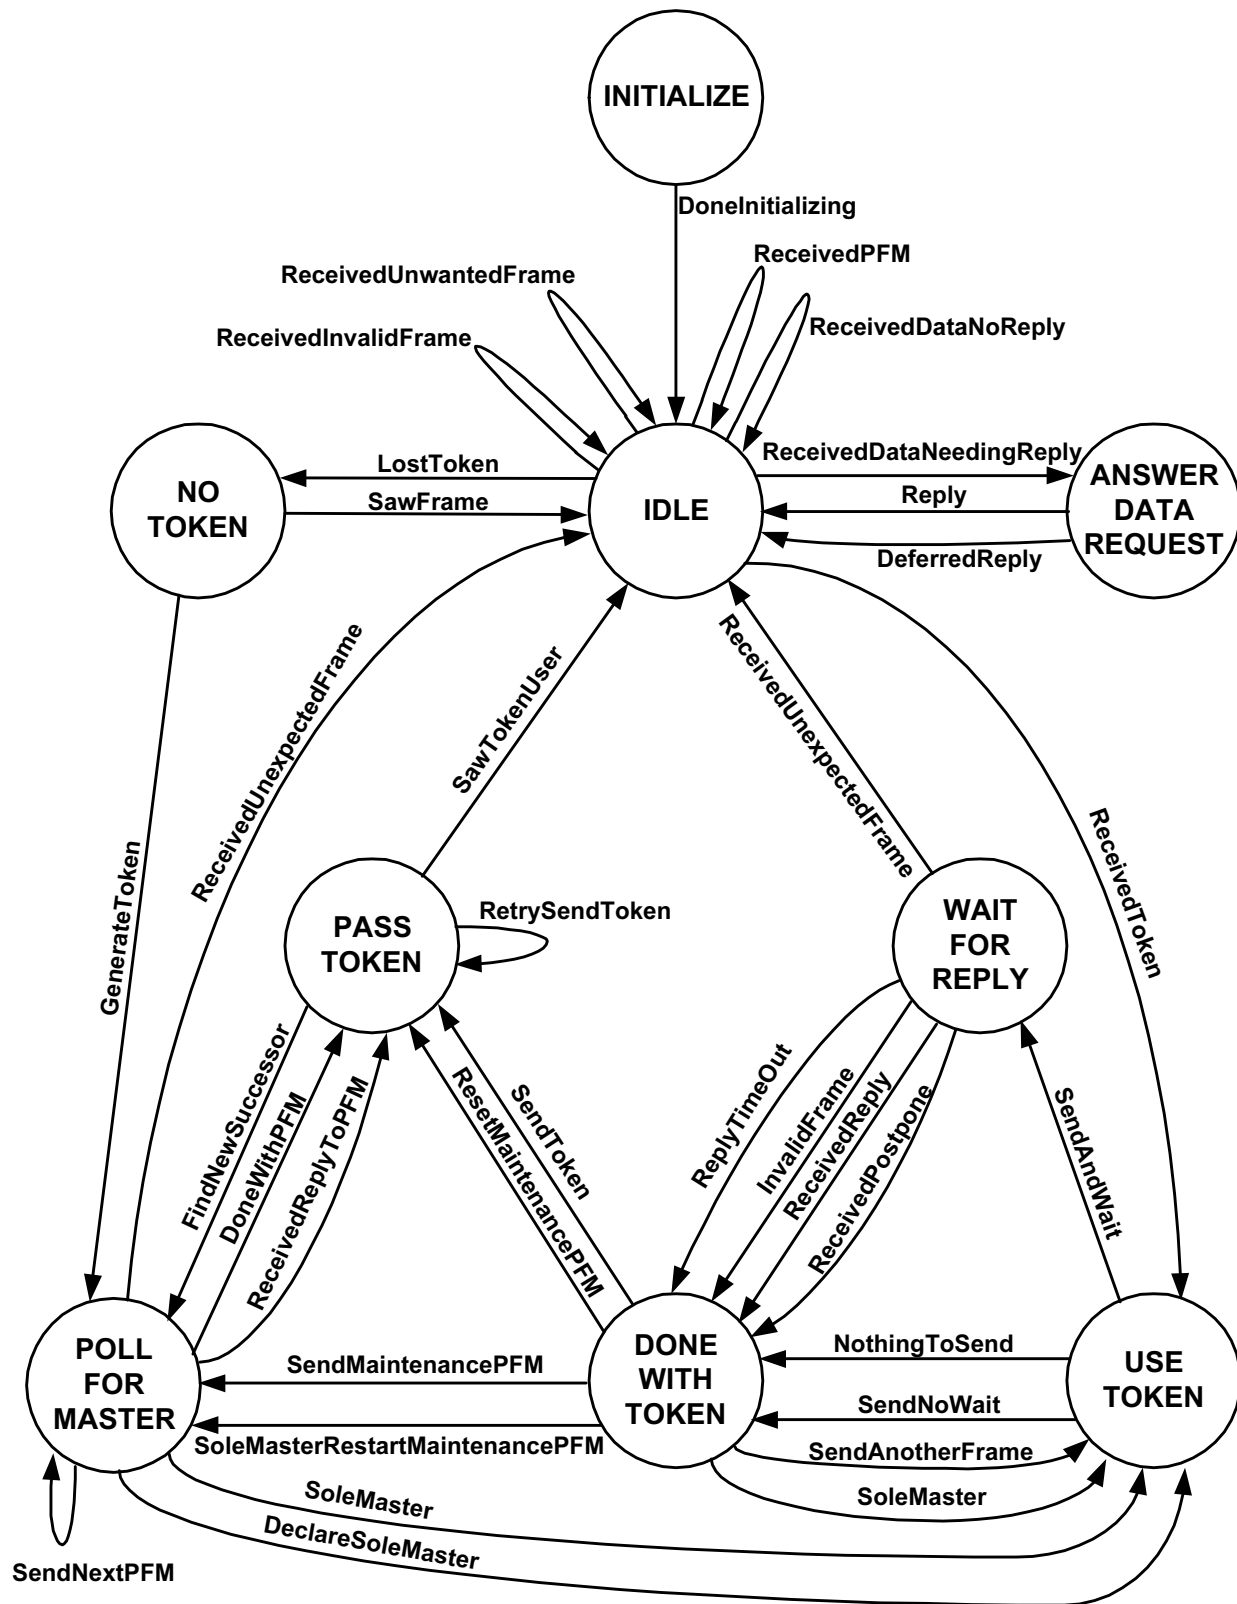 INITIALIZE
DoneInitializing
ReceivedPFM
ReceivedUnwantedFrame
ReceivedDataNoReply
ReceivedInvalidFrame
ReceivedDataNeedingReply
LostToken
NO
TOKEN
SawFrame
IDLE
Reply
ANSWER
DATA
REQUEST
DeferredReply
ReceivedUnexpectedFrame
SawTokenUser
ReceivedUnexpectedFrame
ReceivedToken
GenerateToken
PASS
TOKEN
RetrySendToken
WAIT
FOR
REPLY
FindNewSuccessor
DoneWithPFM
ReceivedReplyToPFM
SendToken
ResetMaintenancePFM
ReplyTimeOut
InvalidFrame
ReceivedReply
ReceivedPostpone
SendAndWait
POLL
FOR
MASTER
SendMaintenancePFM
SoleMasterRestartMaintenancePFM
DONE
WITH
TOKEN
NothingToSend
SendNoWait
USE
TOKEN
SendAnotherFrame
SoleMaster
SoleMaster
DeclareSoleMaster
SendNextPFM